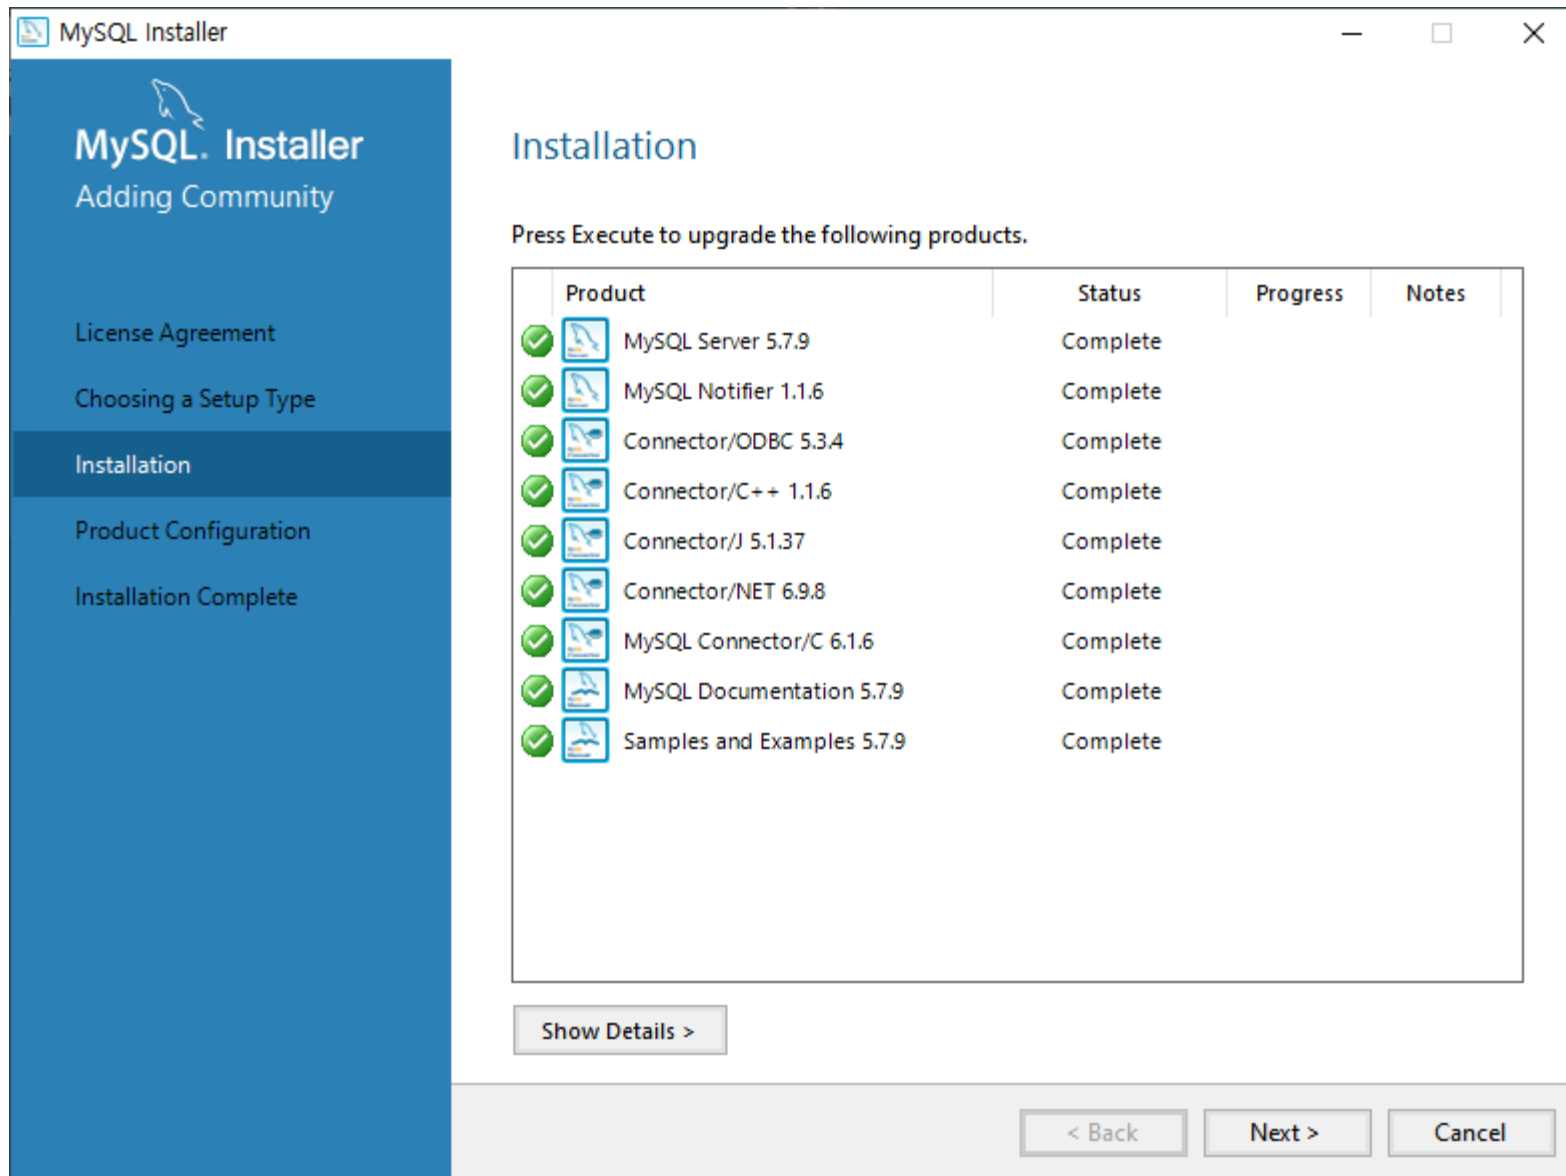 MySQL Installer
MySQL. Installer
Adding Community
License Agreement
Choosing a Setup Type
Installation
Product Configuration
Installation Complete
Installation
Press Execute to upgrade the following products.
Product Status Progress Notes
MySQL Server 5.7.9 Complete
MySQL Notifier 1.1.6 Complete
Connector/ODBC 5.3.4 Complete
Connector/C++ 1.1.6 Complete
Connector/J 5.1.37 Complete
Connector/NET 6.9.8 Complete
MySQL Connector/C 6.1.6 Complete
MySQL Documentation 5.7.9 Complete
Samples and Examples 5.7.9 Complete
Show Details >
< Back Next > Cancel